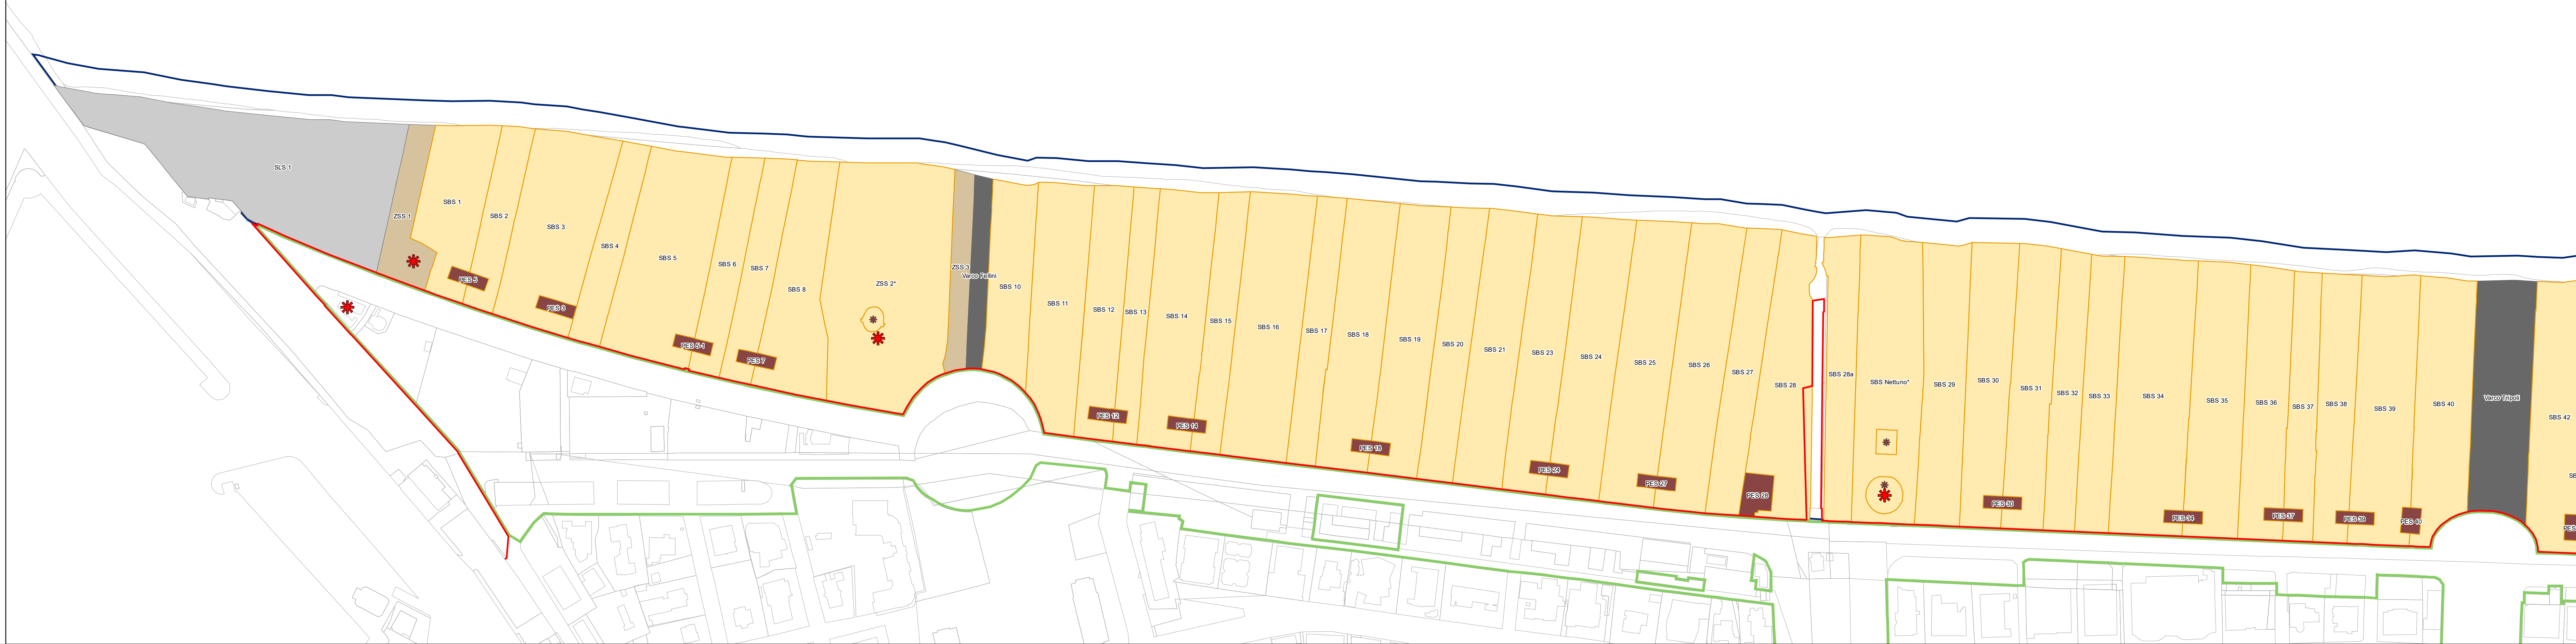 SLS 1
ZSS 1
SBS 1
SBS 2
SBS 3
SBS 4
SBS 5
SBS 6
SBS 7
SBS 8
ZSS 2*
ZSS 3
Varco Fellini
SBS 10
SBS 11
SBS 12
SBS 13
SBS 14
SBS 15
SBS 16
SBS 17
SBS 18
SBS 19
SBS 20
SBS 21
SBS 23
SBS 24
SBS 25
SBS 26
SBS 27
SBS 28
SBS 28a
SBS Nettuno*
SBS 29
SBS 30
SBS 31
SBS 32
SBS 33
SBS 34
SBS 35
SBS 36
SBS 37
SBS 38
SBS 39
SBS 40
Varco Tripoli
SBS 42
PES 3
PES 5-1
PES 7
PES 12
PES 14
PES 18
PES 24
PES 27
PES 28
PES 30
PES 34
PES 37
PES 39
PES 40
PES